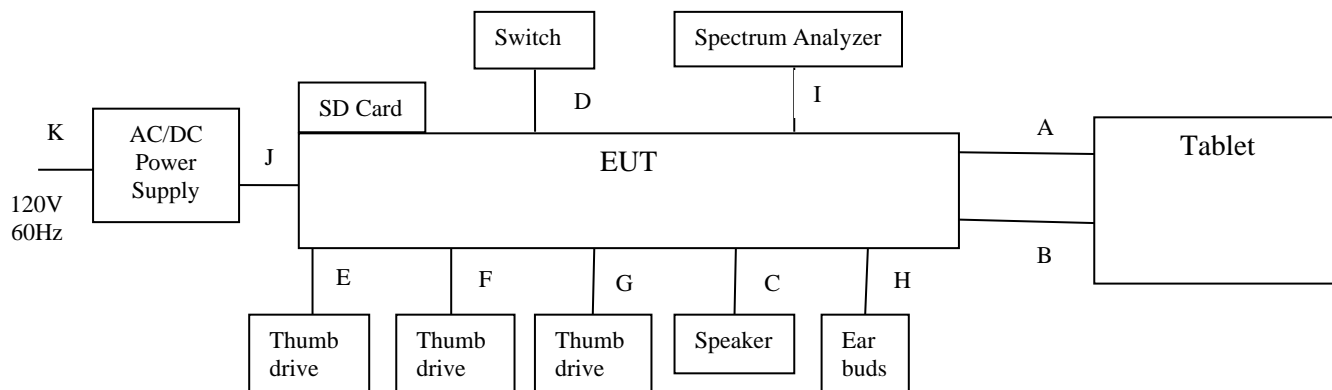 Switch
Spectrum Analyzer
SD Card
D
I
K
AC/DC
Power
Supply
J
EUT
A
Tablet
120V
60Hz
B
E
F
G
C
H
Thumb
drive
Thumb
drive
Thumb
drive
Speaker
Ear
buds